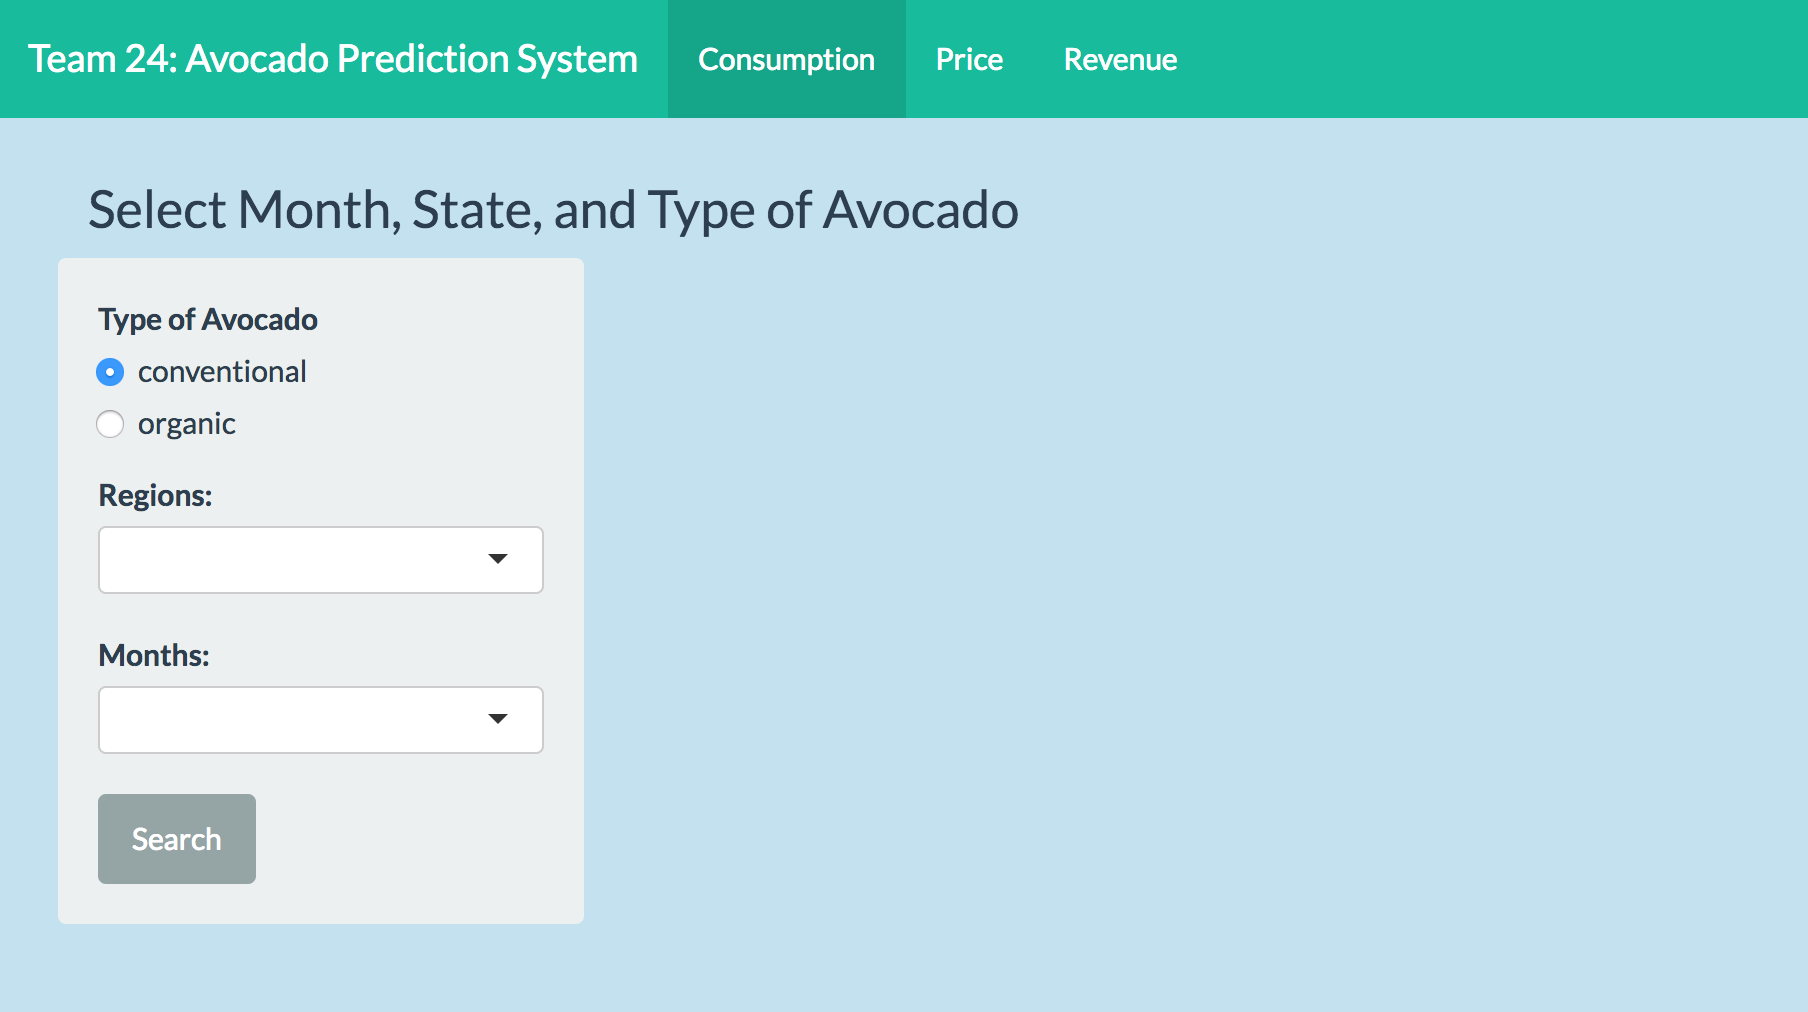 Team 24: Avocado Prediction System Consumption Price Revenue
Select Month, State, and Type of Avocado
Type of Avocado
conventional
organic
Regions:
Months:
Search